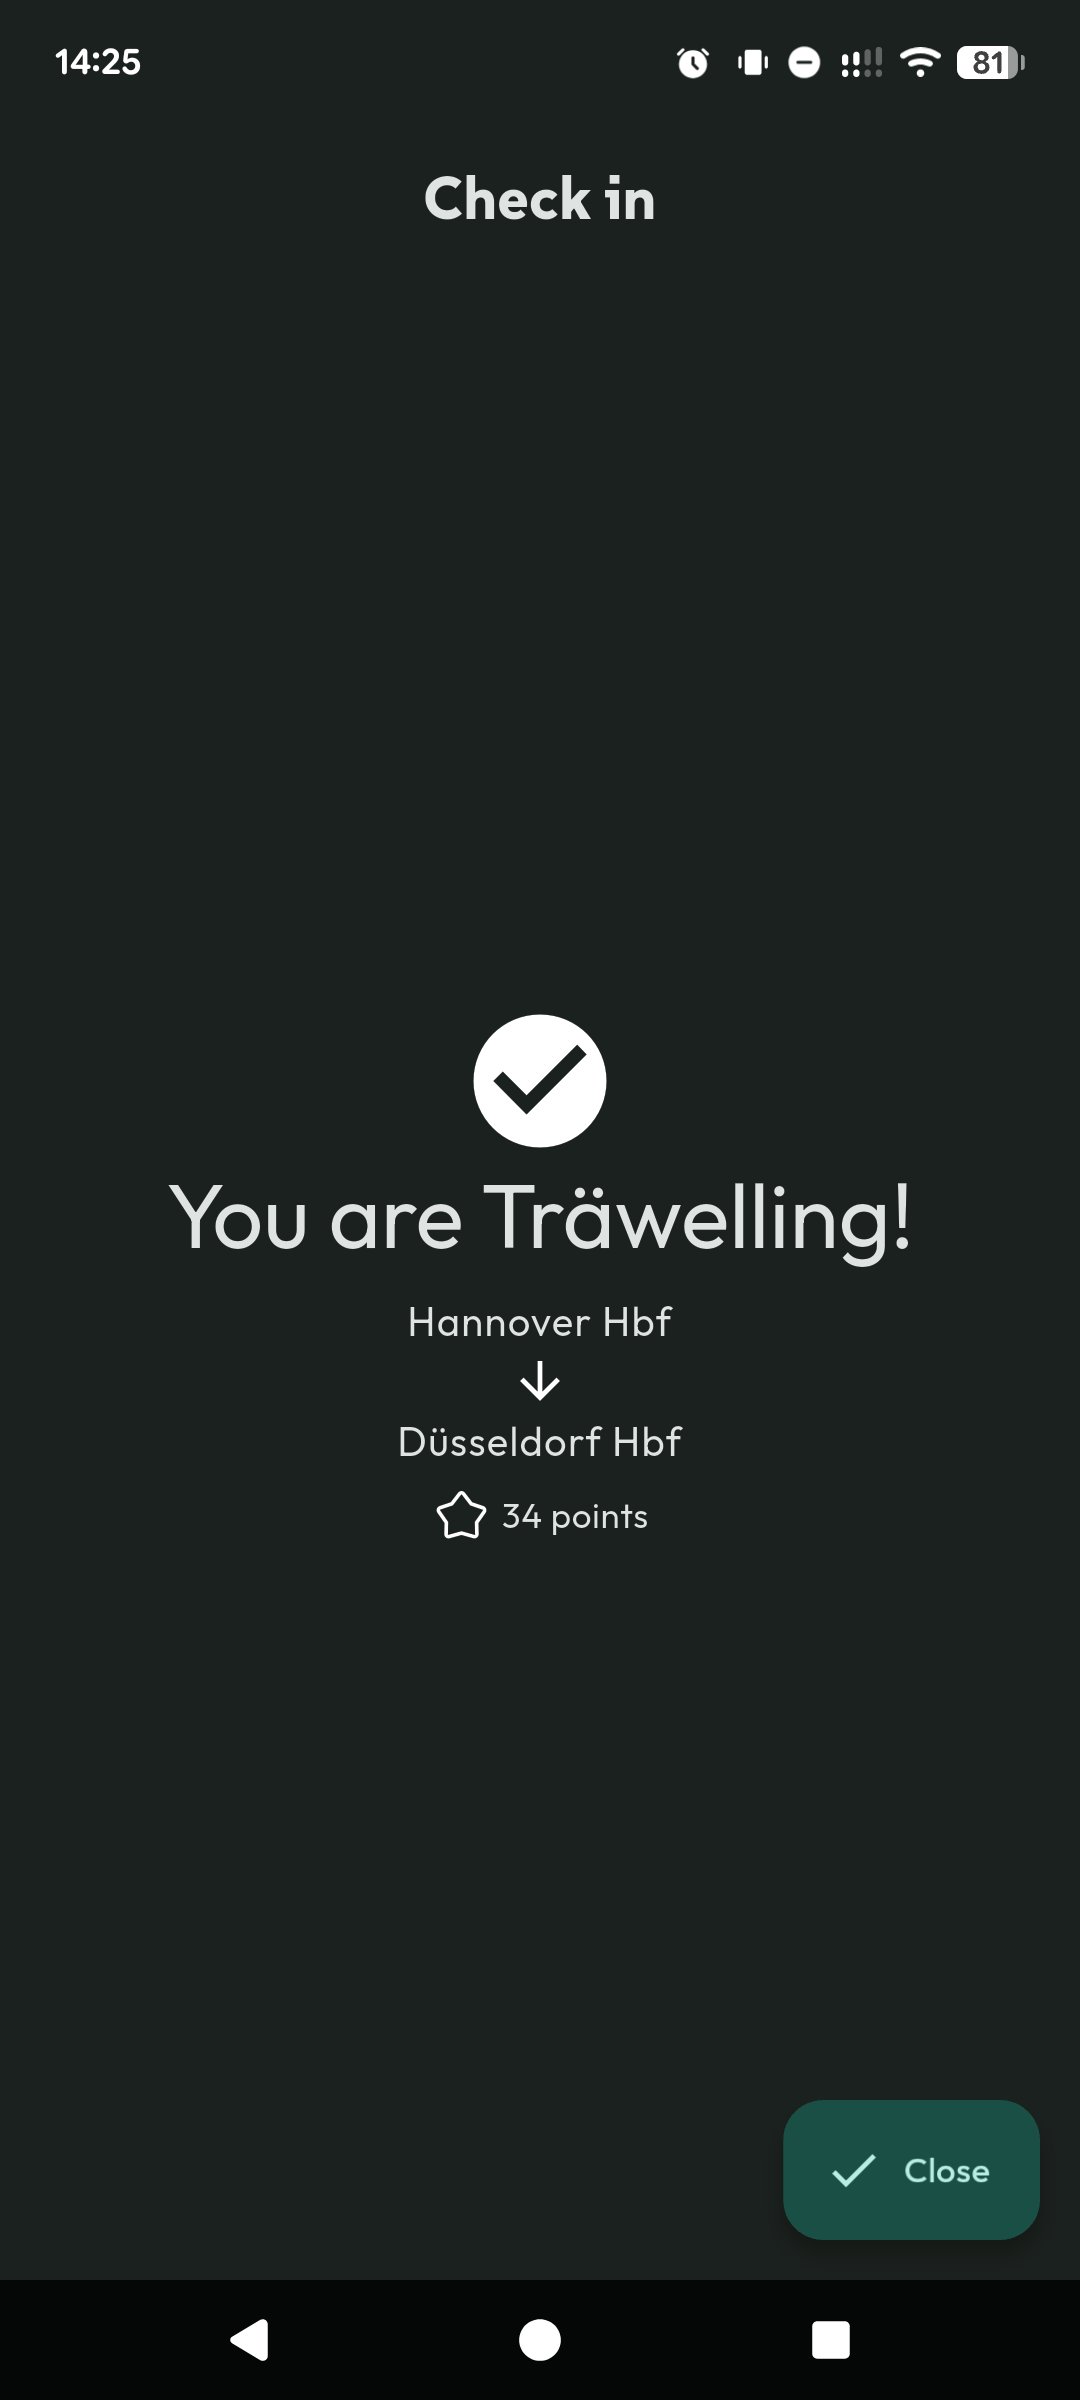 14:25
81
Check in
You are Träwelling!
Hannover Hbf
Düsseldorf Hbf
34 points
Close